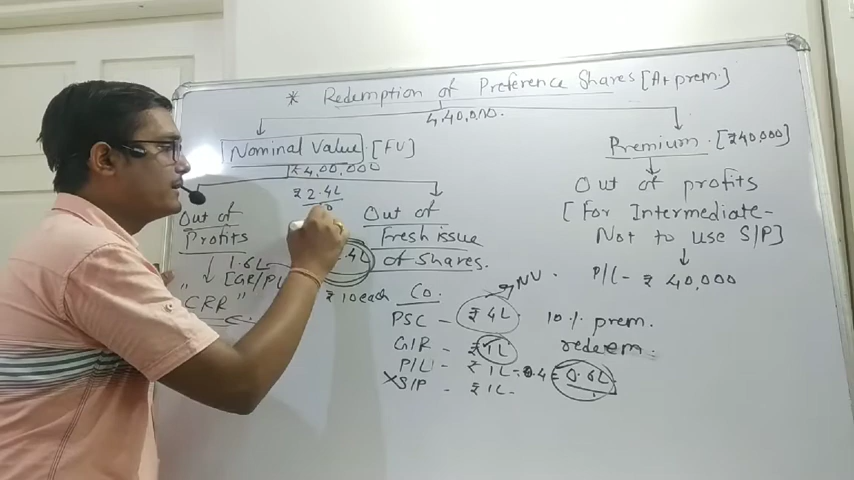 * Redemption of Preference Shares [At prem.]
4,40,000.
Nominal Value. [FV]
₹4,00,000
Premium. [₹40,000]
Out of profits
[For Intermediate-
Not to use S/P]
P/L - ₹ 40,000
₹ 2.4L
Out of
Profits
1.6L
" [GR/P/L
CRR "
Out of
Fresh issue
of shares.
.4L
₹ 10 each
Co.
NV.
PSC - ₹ 4L 10% prem.
G/R - ₹ 1L redeem.
P/L - ₹ 1L - 0.4 = 0.6L
×S/P - ₹ 1L.